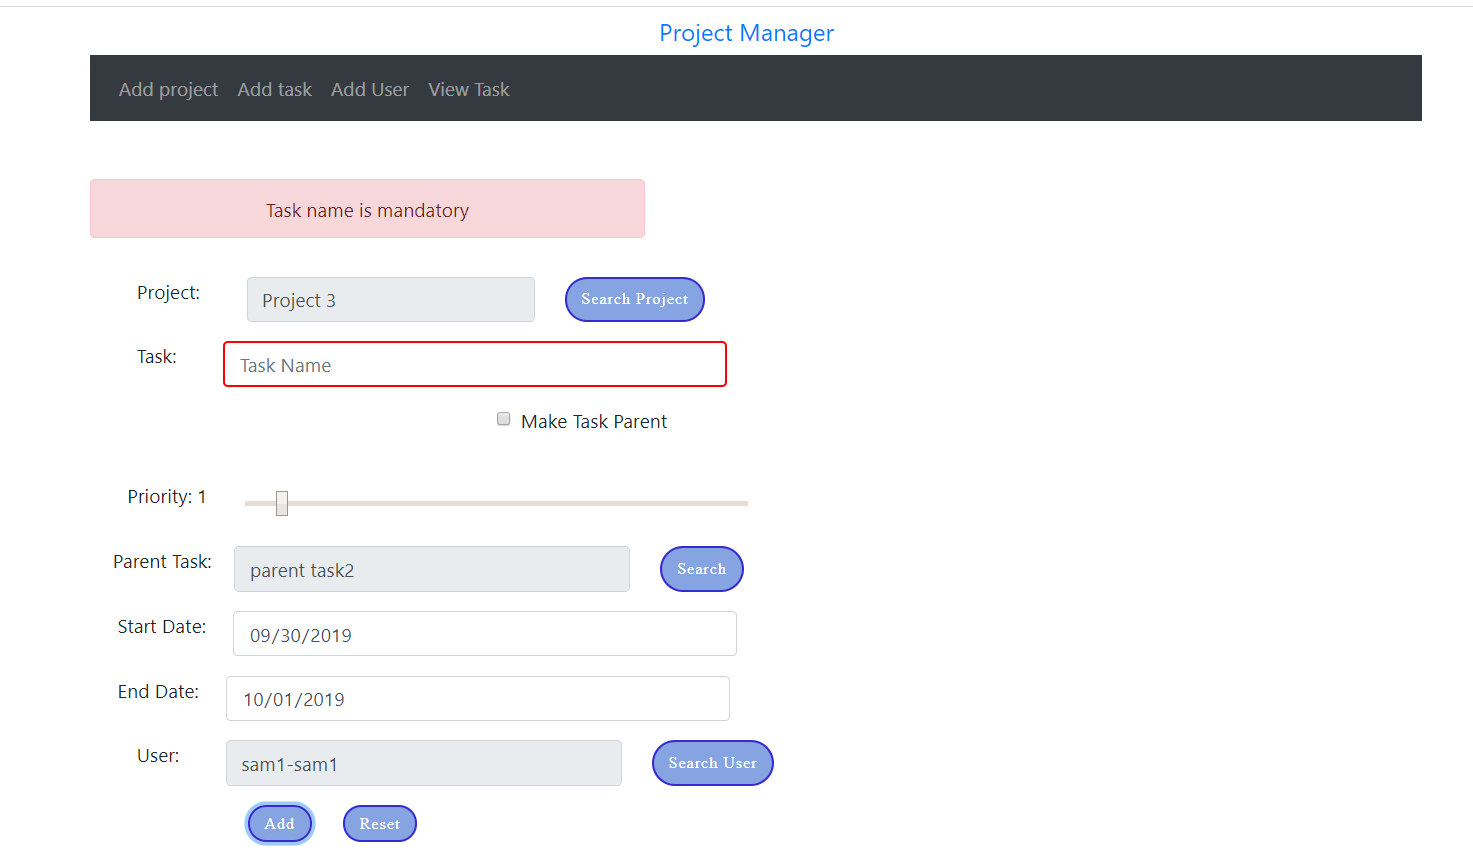 Project Manager
Add project Add task Add User View Task
Task name is mandatory
Project: Project 3 Search Project
Task: Task Name
Make Task Parent
Priority: 1
Parent Task: parent task2 Search
Start Date: 09/30/2019
End Date: 10/01/2019
User: sam1-sam1 Search User
Add Reset